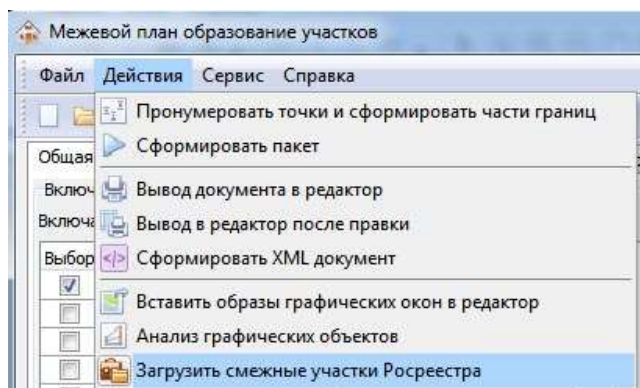 Межевой план образование участков
Файл Действия Сервис Справка
Пронумеровать точки и сформировать части границ
Сформировать пакет
Общая
Вывод документа в редактор
Вывод в редактор после правки
Выбор
Сформировать XML документ
Вставить образы графических окон в редактор
Анализ графических объектов
Загрузить смежные участки Росреестра